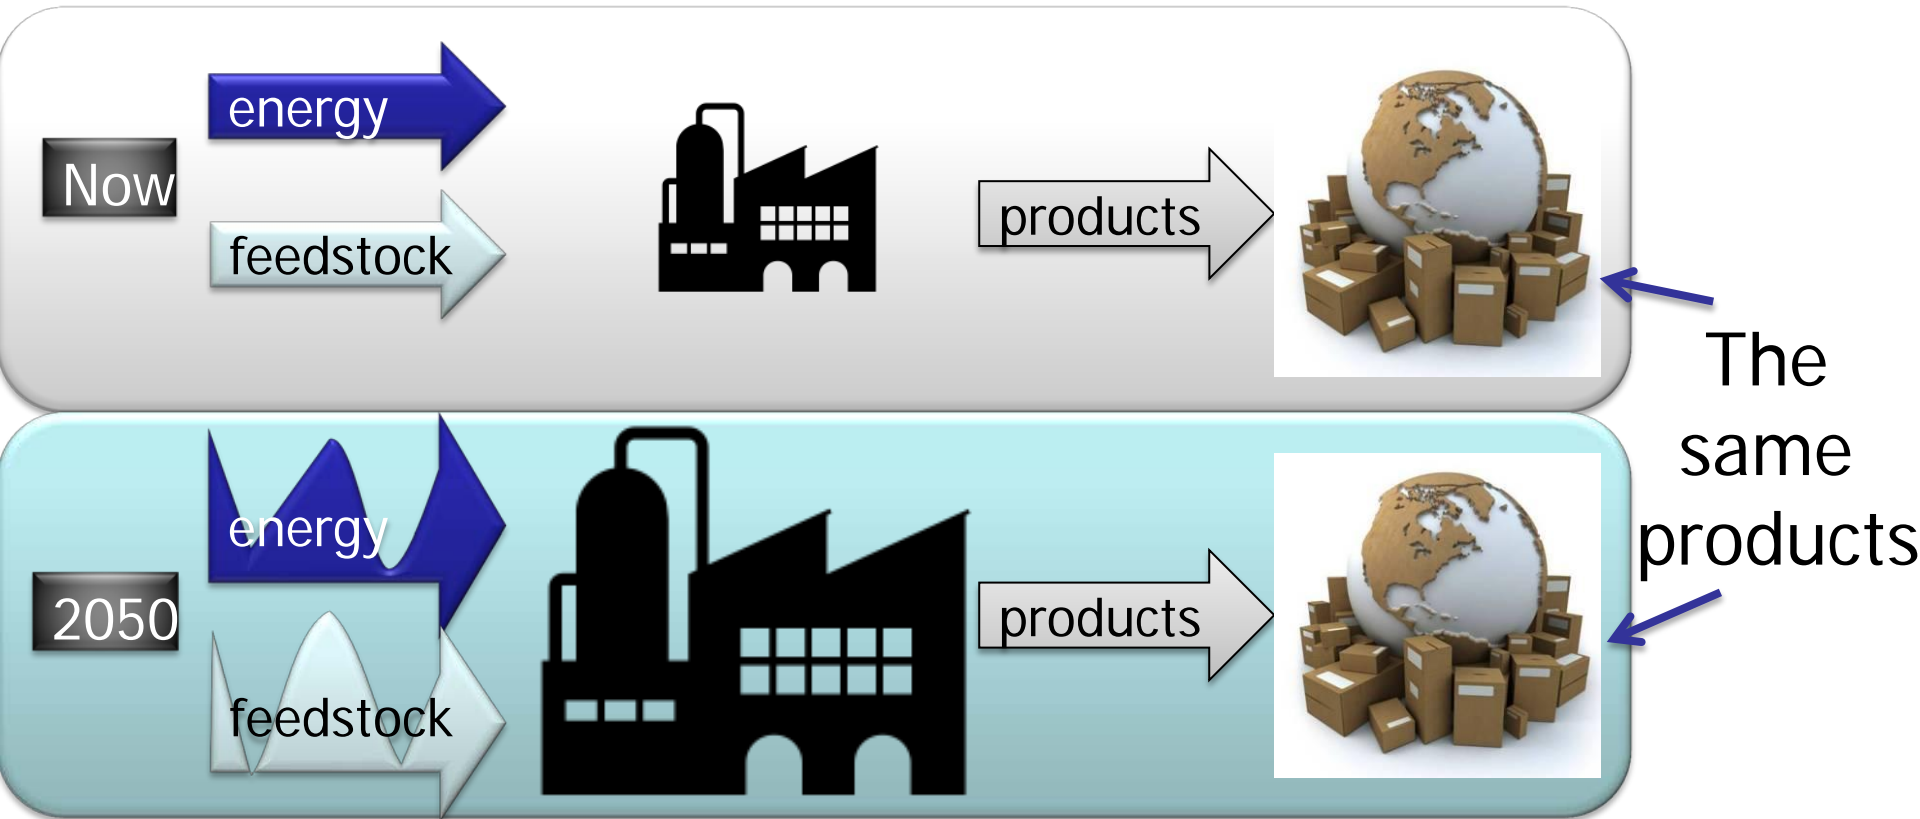 Now
energy
feedstock
products
The
same
products
2050
energy
feedstock
products